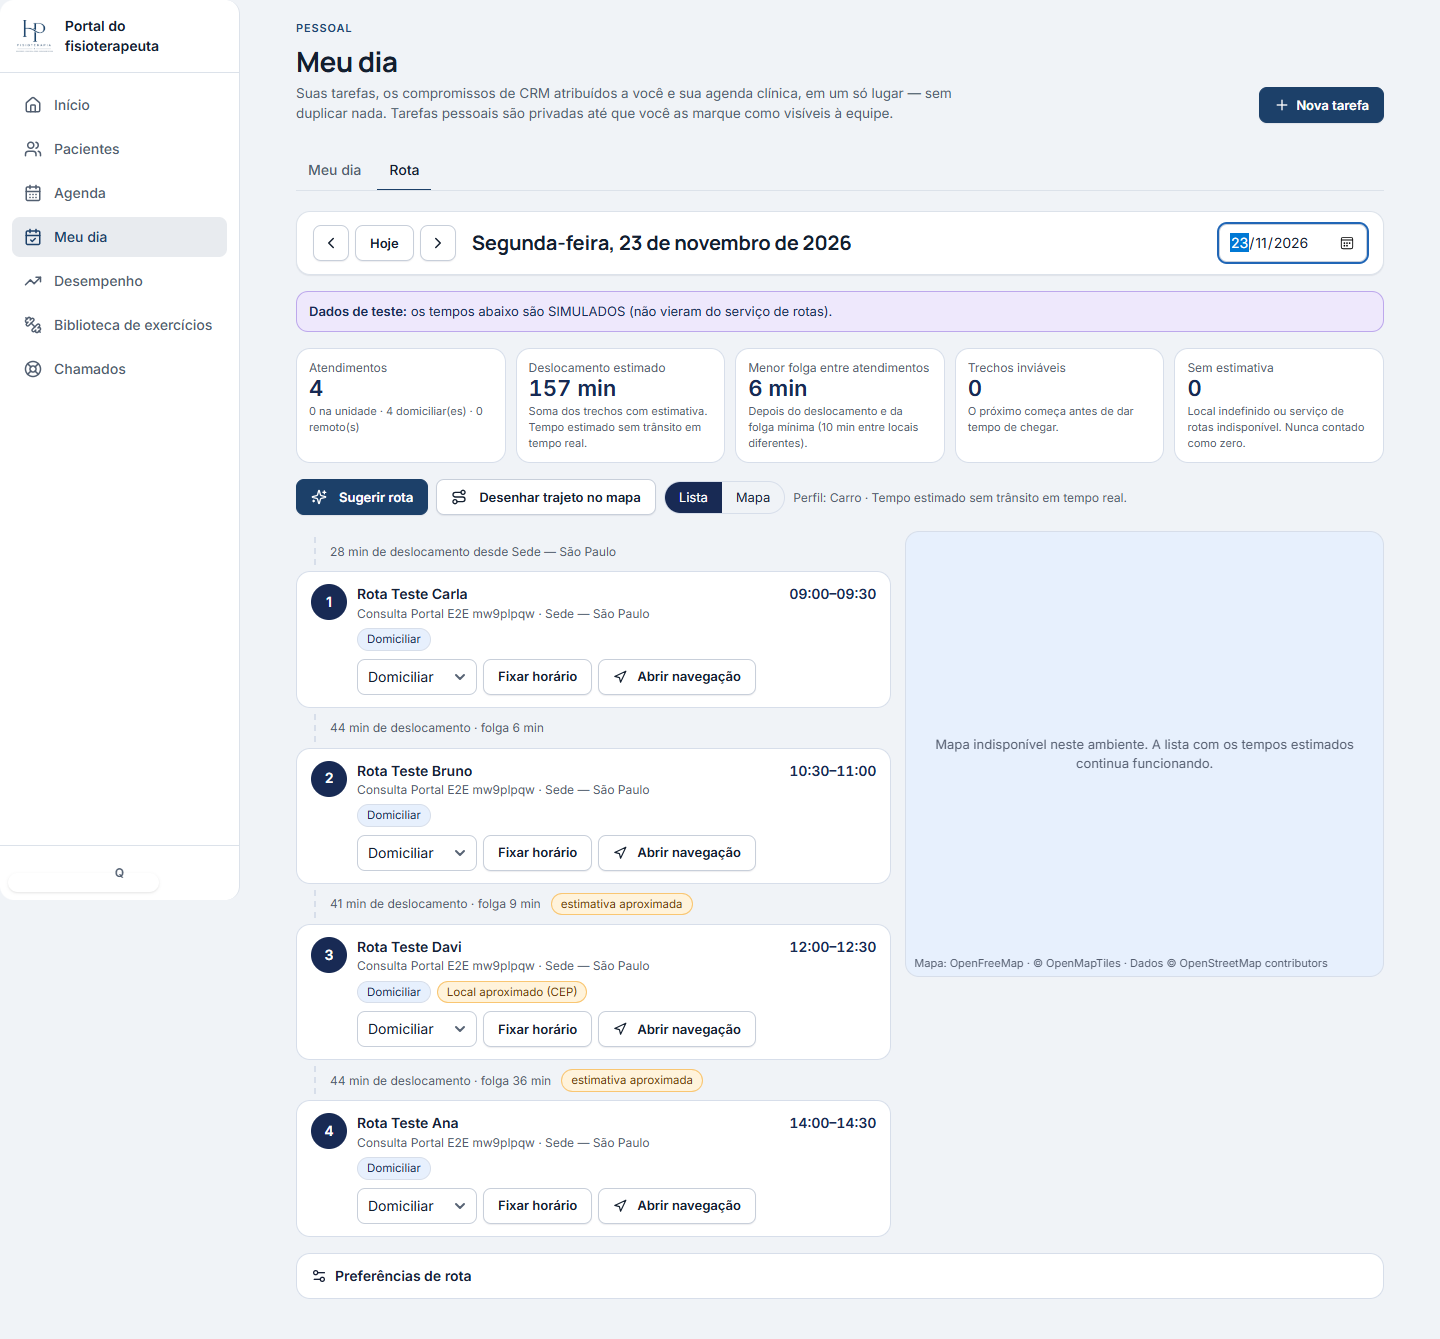 Portal do
fisioterapeuta
Início
Pacientes
Agenda
Meu dia
Desempenho
Biblioteca de exercícios
Chamados
Q
PESSOAL
Meu dia
Suas tarefas, os compromissos de CRM atribuídos a você e sua agenda clínica, em um só lugar — sem
duplicar nada. Tarefas pessoais são privadas até que você as marque como visíveis à equipe.
Nova tarefa
Meu dia
Rota
Hoje
Segunda-feira, 23 de novembro de 2026
23/11/2026
Dados de teste: os tempos abaixo são SIMULADOS (não vieram do serviço de rotas).
Atendimentos
4
0 na unidade · 4 domiciliar(es) · 0
remoto(s)
Deslocamento estimado
157 min
Soma dos trechos com estimativa.
Tempo estimado sem trânsito em
tempo real.
Menor folga entre atendimentos
6 min
Depois do deslocamento e da
folga mínima (10 min entre locais
diferentes).
Trechos inviáveis
0
O próximo começa antes de dar
tempo de chegar.
Sem estimativa
0
Local indefinido ou serviço de
rotas indisponível. Nunca contado
como zero.
Sugerir rota
Desenhar trajeto no mapa
Lista
Mapa
Perfil: Carro · Tempo estimado sem trânsito em tempo real.
28 min de deslocamento desde Sede — São Paulo
1
Rota Teste Carla
09:00–09:30
Consulta Portal E2E mw9plpqw · Sede — São Paulo
Domiciliar
Domiciliar
Fixar horário
Abrir navegação
44 min de deslocamento · folga 6 min
2
Rota Teste Bruno
10:30–11:00
Consulta Portal E2E mw9plpqw · Sede — São Paulo
Domiciliar
Domiciliar
Fixar horário
Abrir navegação
41 min de deslocamento · folga 9 min
estimativa aproximada
3
Rota Teste Davi
12:00–12:30
Consulta Portal E2E mw9plpqw · Sede — São Paulo
Domiciliar
Local aproximado (CEP)
Domiciliar
Fixar horário
Abrir navegação
44 min de deslocamento · folga 36 min
estimativa aproximada
4
Rota Teste Ana
14:00–14:30
Consulta Portal E2E mw9plpqw · Sede — São Paulo
Domiciliar
Domiciliar
Fixar horário
Abrir navegação
Mapa indisponível neste ambiente. A lista com os tempos estimados
continua funcionando.
Mapa: OpenFreeMap · © OpenMapTiles · Dados © OpenStreetMap contributors
Preferências de rota